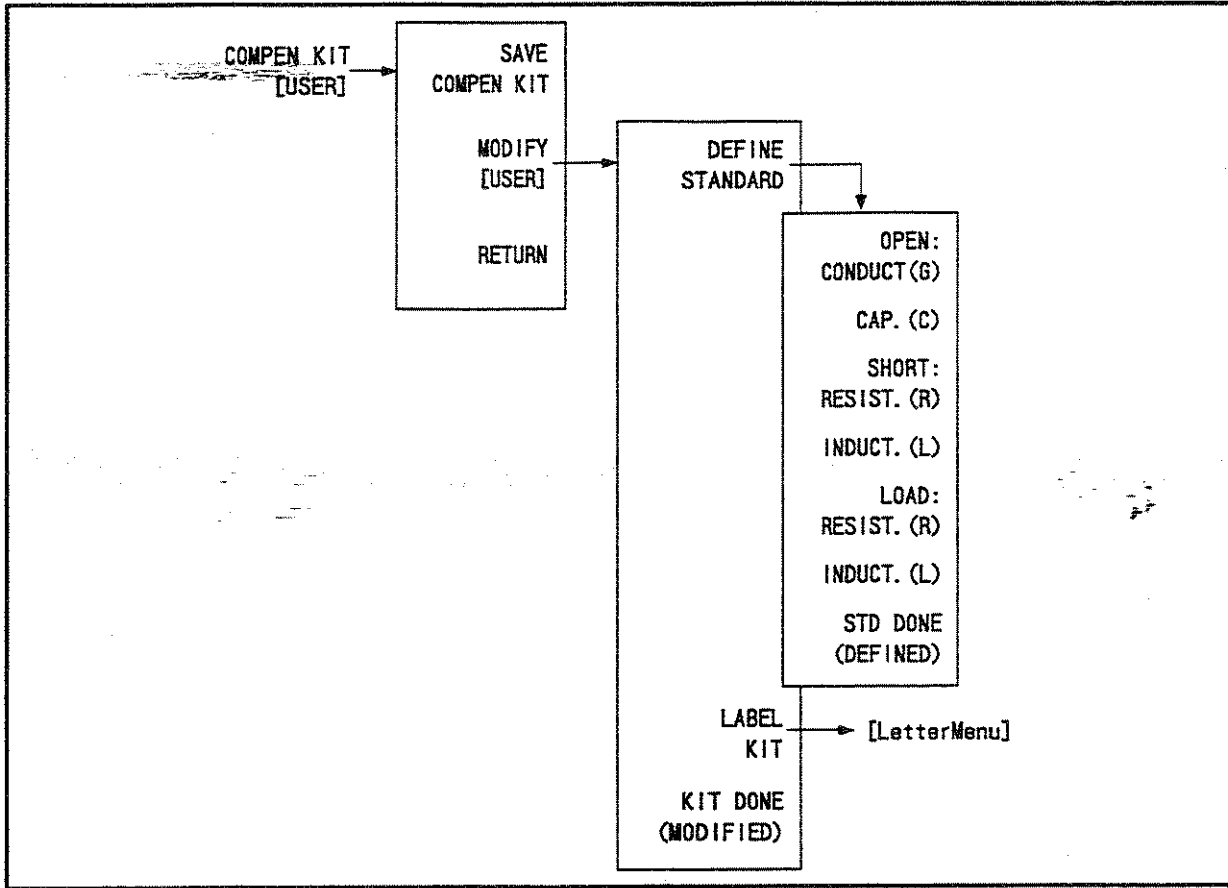 COMPEN KIT
[USER]
SAVE
COMPEN KIT
MODIFY
[USER]
RETURN
DEFINE
STANDARD
OPEN:
CONDUCT(G)
CAP.(C)
SHORT:
RESIST.(R)
INDUCT.(L)
LOAD:
RESIST.(R)
INDUCT.(L)
STD DONE
(DEFINED)
LABEL
KIT
[LetterMenu]
KIT DONE
(MODIFIED)